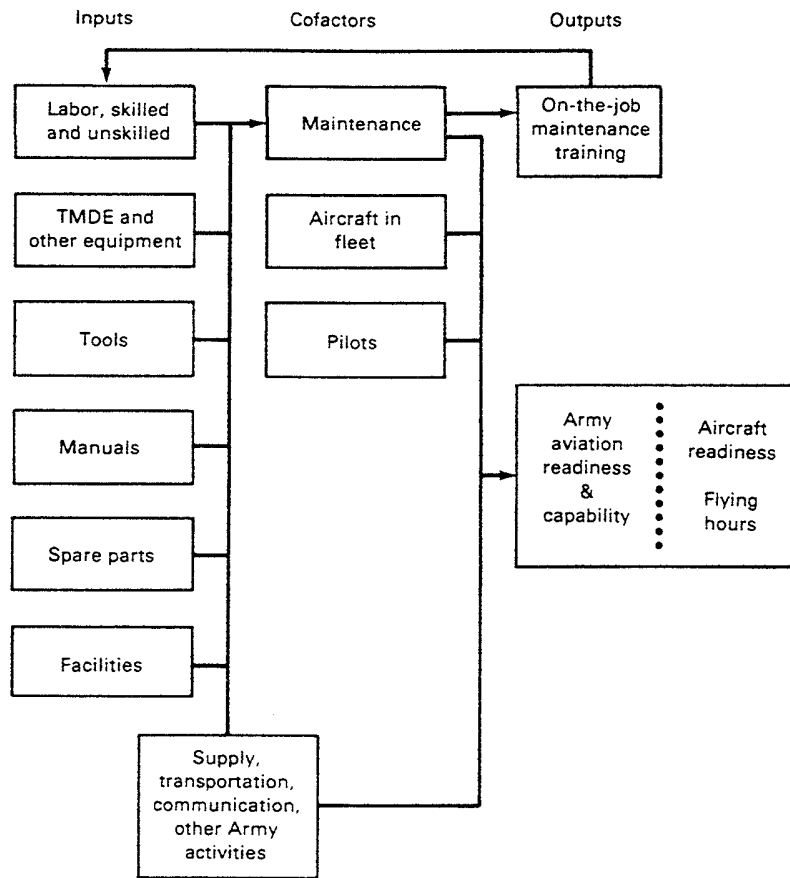 Inputs
Cofactors
Outputs
Labor, skilled
and unskilled
Maintenance
On-the-job
maintenance
training
TMDE and
other equipment
Aircraft in
fleet
Tools
Pilots
Manuals
Army
aviation
readiness
&
capability
Aircraft
readiness
Flying
hours
Spare parts
Facilities
Supply,
transportation,
communication,
other Army
activities